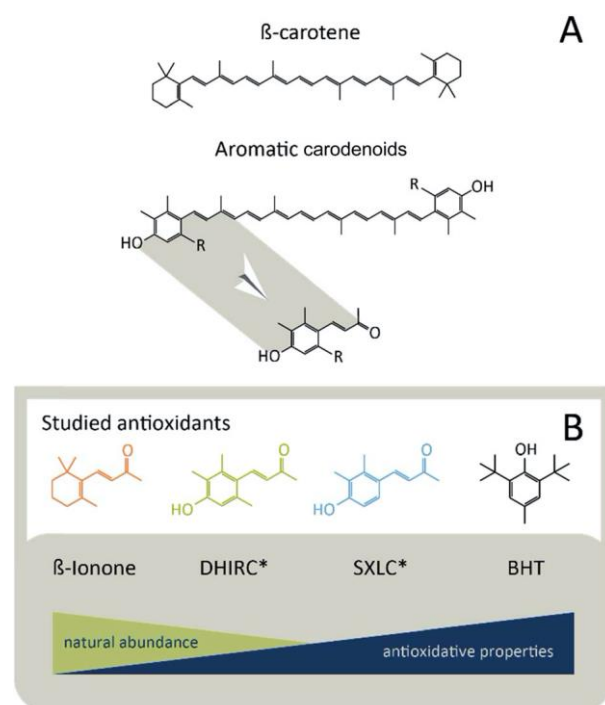 ß-carotene
A
Aromatic carodenoids
R
OH
HO
R
HO
R
O
Studied antioxidants
B
O
O
O
OH
HO
HO
ß-Ionone
DHIRC*
SXLC*
BHT
natural abundance
antioxidative properties